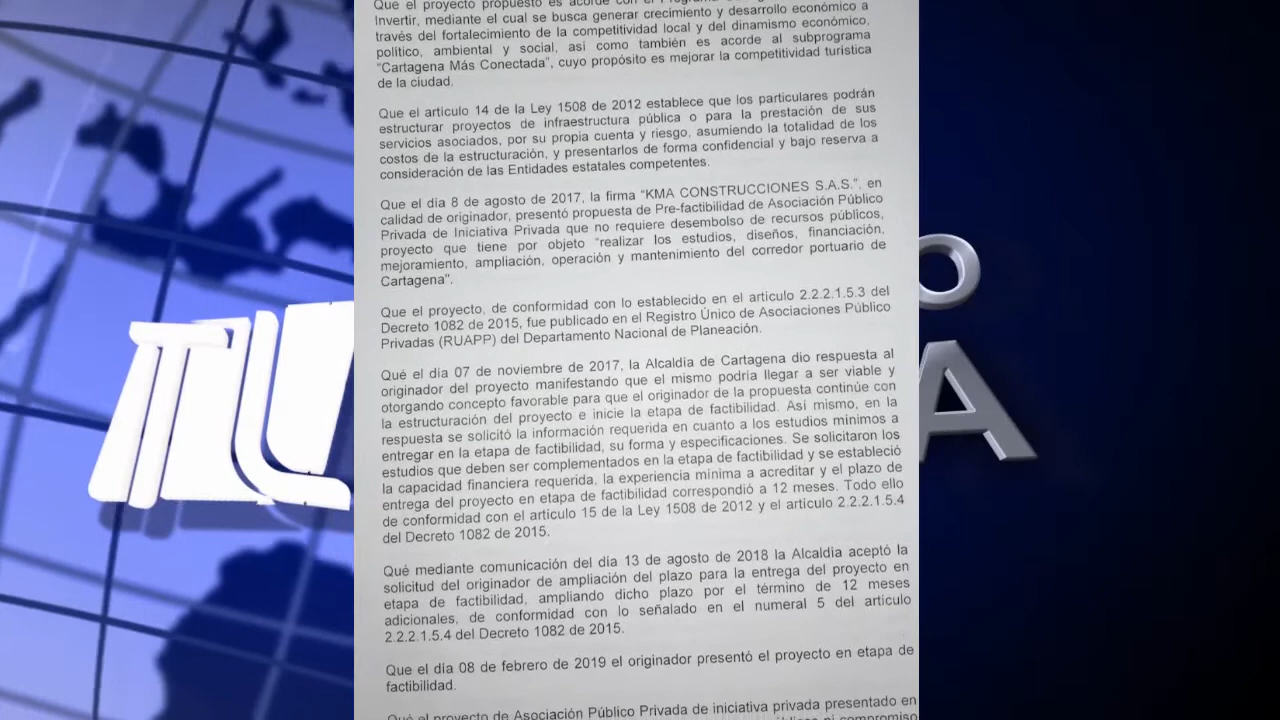 Que el proyecto propuesto es acorde con el
Invertir, mediante el cual se busca generar crecimiento y desarrollo económico a
través del fortalecimiento de la competitividad local y del dinamismo económico,
político, ambiental y social, así como también es acorde al subprograma
“Cartagena Más Conectada”, cuyo propósito es mejorar la competitividad turística
de la ciudad.
Que el articulo 14 de la Ley 1508 de 2012 establece que los particulares podrán
estructurar proyectos de infraestructura pública o para la prestación de sus
servicios asociados, por su propia cuenta y riesgo, asumiendo la totalidad de los
costos de la estructuración, y presentarlos de forma confidencial y bajo reserva a
consideración de las Entidades estatales competentes.
Que el día 8 de agosto de 2017, la firma “KMA CONSTRUCCIONES S.A.S.”, en
calidad de originador, presentó propuesta de Pre-factibilidad de Asociación Público
Privada de Iniciativa Privada que no requiere desembolso de recursos públicos,
proyecto que tiene por objeto “realizar los estudios, diseños, financiación,
mejoramiento, ampliación, operación y mantenimiento del corredor portuario de
Cartagena”.
Que el proyecto, de conformidad con lo establecido en el articulo 2.2.2.1.5.3 del
Decreto 1082 de 2015, fue publicado en el Registro Único de Asociaciones Público
Privadas (RUAPP) del Departamento Nacional de Planeación.
Qué el día 07 de noviembre de 2017, la Alcaldía de Cartagena dio respuesta al
originador del proyecto manifestando que el mismo podría llegar a ser viable y
otorgando concepto favorable para que el originador de la propuesta continúe con
la estructuración del proyecto e inicie la etapa de factibilidad. Así mismo, en la
respuesta se solicitó la información requerida en cuanto a los estudios mínimos a
entregar en la etapa de factibilidad, su forma y especificaciones. Se solicitaron los
estudios que deben ser complementados en la etapa de factibilidad y se estableció
la capacidad financiera requerida, la experiencia mínima a acreditar y el plazo de
entrega del proyecto en etapa de factibilidad correspondió a 12 meses. Todo ello
de conformidad con el articulo 15 de la Ley 1508 de 2012 y el articulo 2.2.2.1.5.4
del Decreto 1082 de 2015.
Qué mediante comunicación del día 13 de agosto de 2018 la Alcaldía aceptó la
solicitud del originador de ampliación del plazo para la entrega del proyecto en
etapa de factibilidad, ampliando dicho plazo por el término de 12 meses
adicionales, de conformidad con lo señalado en el numeral 5 del artículo
2.2.2.1.5.4 del Decreto 1082 de 2015.
Que el día 08 de febrero de 2019 el originador presentó el proyecto en etapa de
factibilidad.
Qué el proyecto de Asociación Público Privada de iniciativa privada presentado en
ni compromiso
TU
O
A